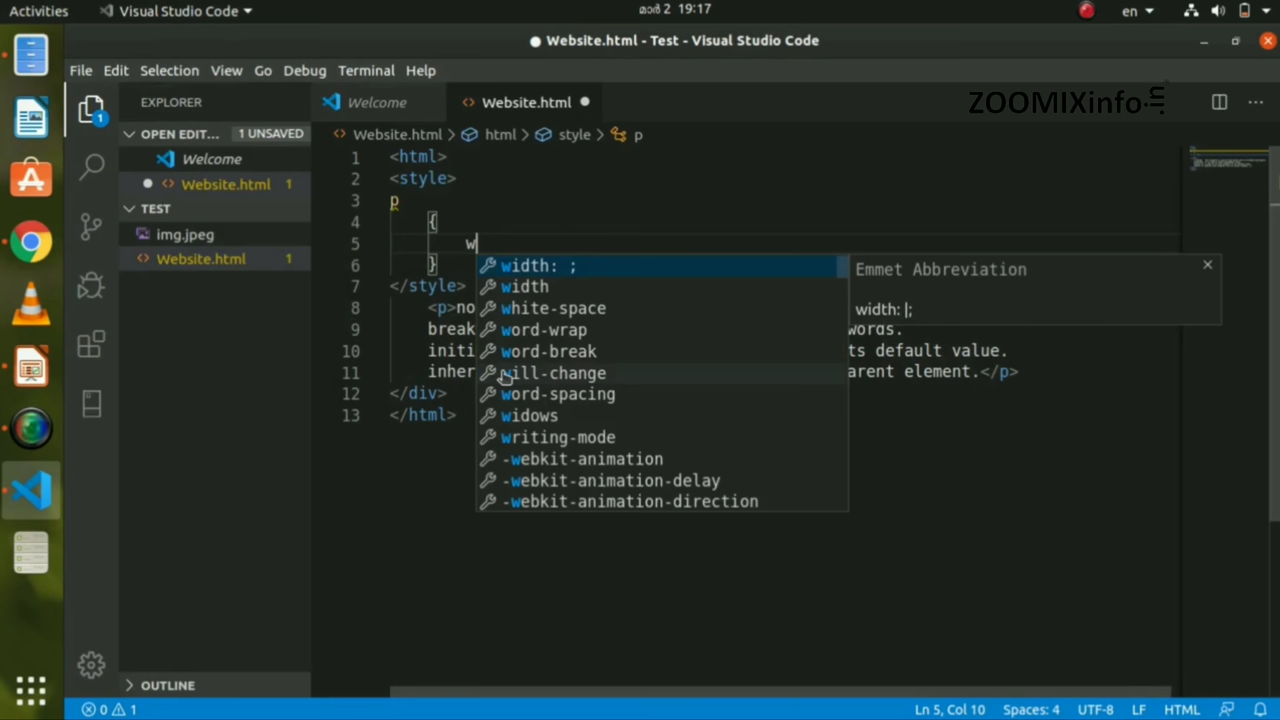 Activities
Visual Studio Code
മാർ 2 19:17
en
Website.html - Test - Visual Studio Code
File Edit Selection View Go Debug Terminal Help
EXPLORER
Welcome
Website.html
ZOOMIXinfo.in
OPEN EDIT... 1 UNSAVED
Website.html > html > style > p
Welcome
Website.html 1
TEST
img.jpeg
Website.html 1
1 <html>
2 <style>
3 p
4 {
5 w
6 }
7 </style>
8 <p>no
9 break words.
10 initi ts default value.
11 inher arent element.</p>
12 </div>
13 </html>
width: ;
width
white-space
word-wrap
word-break
will-change
word-spacing
widows
writing-mode
-webkit-animation
-webkit-animation-delay
-webkit-animation-direction
Emmet Abbreviation
width: |;
1
OUTLINE
0 1
Ln 5, Col 10 Spaces: 4 UTF-8 LF HTML